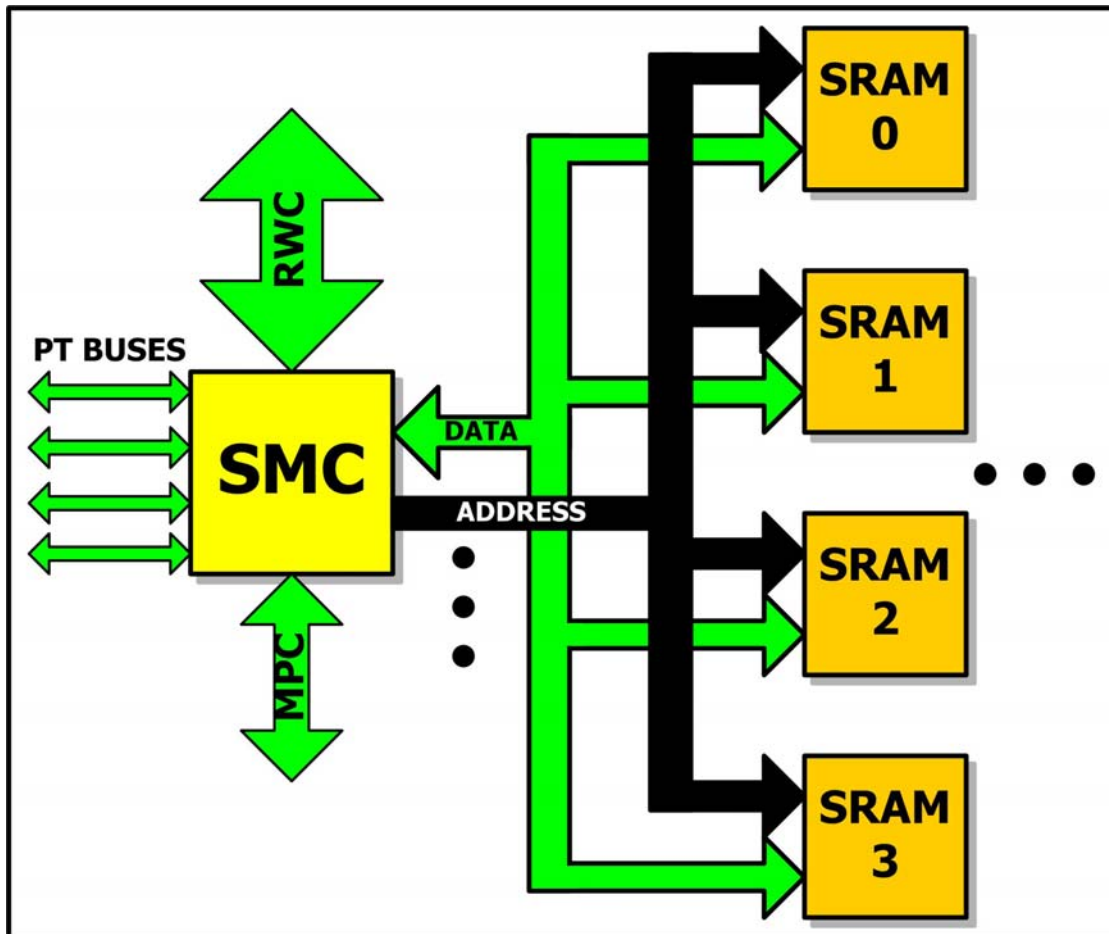 RWC
PT BUSES
SMC
DATA
ADDRESS
MPC
SRAM
0
SRAM
1
SRAM
2
SRAM
3